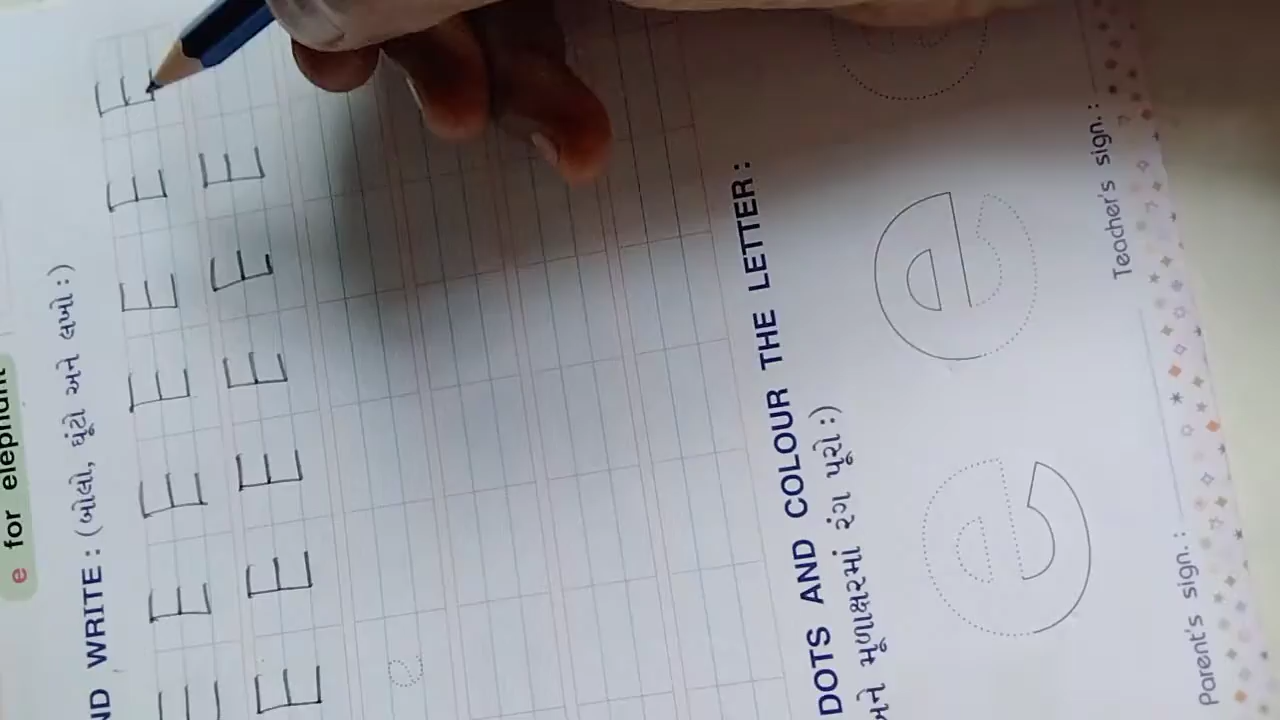 e for elephant
ND WRITE : (બોલો, ઘૂંટો અને લખો :)
E E E E E E E
E E E E E E
e
DOTS AND COLOUR THE LETTER :
અને મૂળાક્ષરમાં રંગ પૂરો :)
e e e
Parent's sign. : Teacher's sign. :